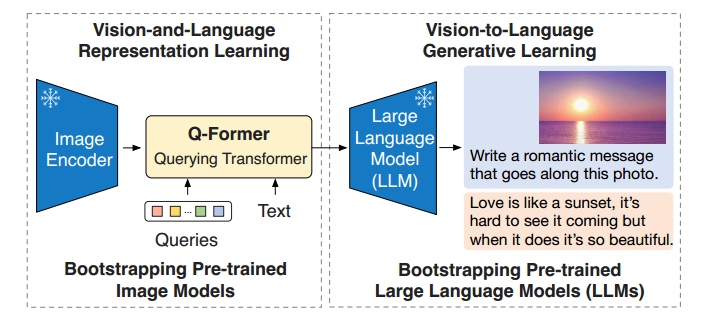 Vision-and-Language
Representation Learning
Image
Encoder
Q-Former
Querying Transformer
...
Queries
Text
Bootstrapping Pre-trained
Image Models
Vision-to-Language
Generative Learning
Large
Language
Model
(LLM)
Write a romantic message
that goes along this photo.
Love is like a sunset, it's
hard to see it coming but
when it does it's so beautiful.
Bootstrapping Pre-trained
Large Language Models (LLMs)